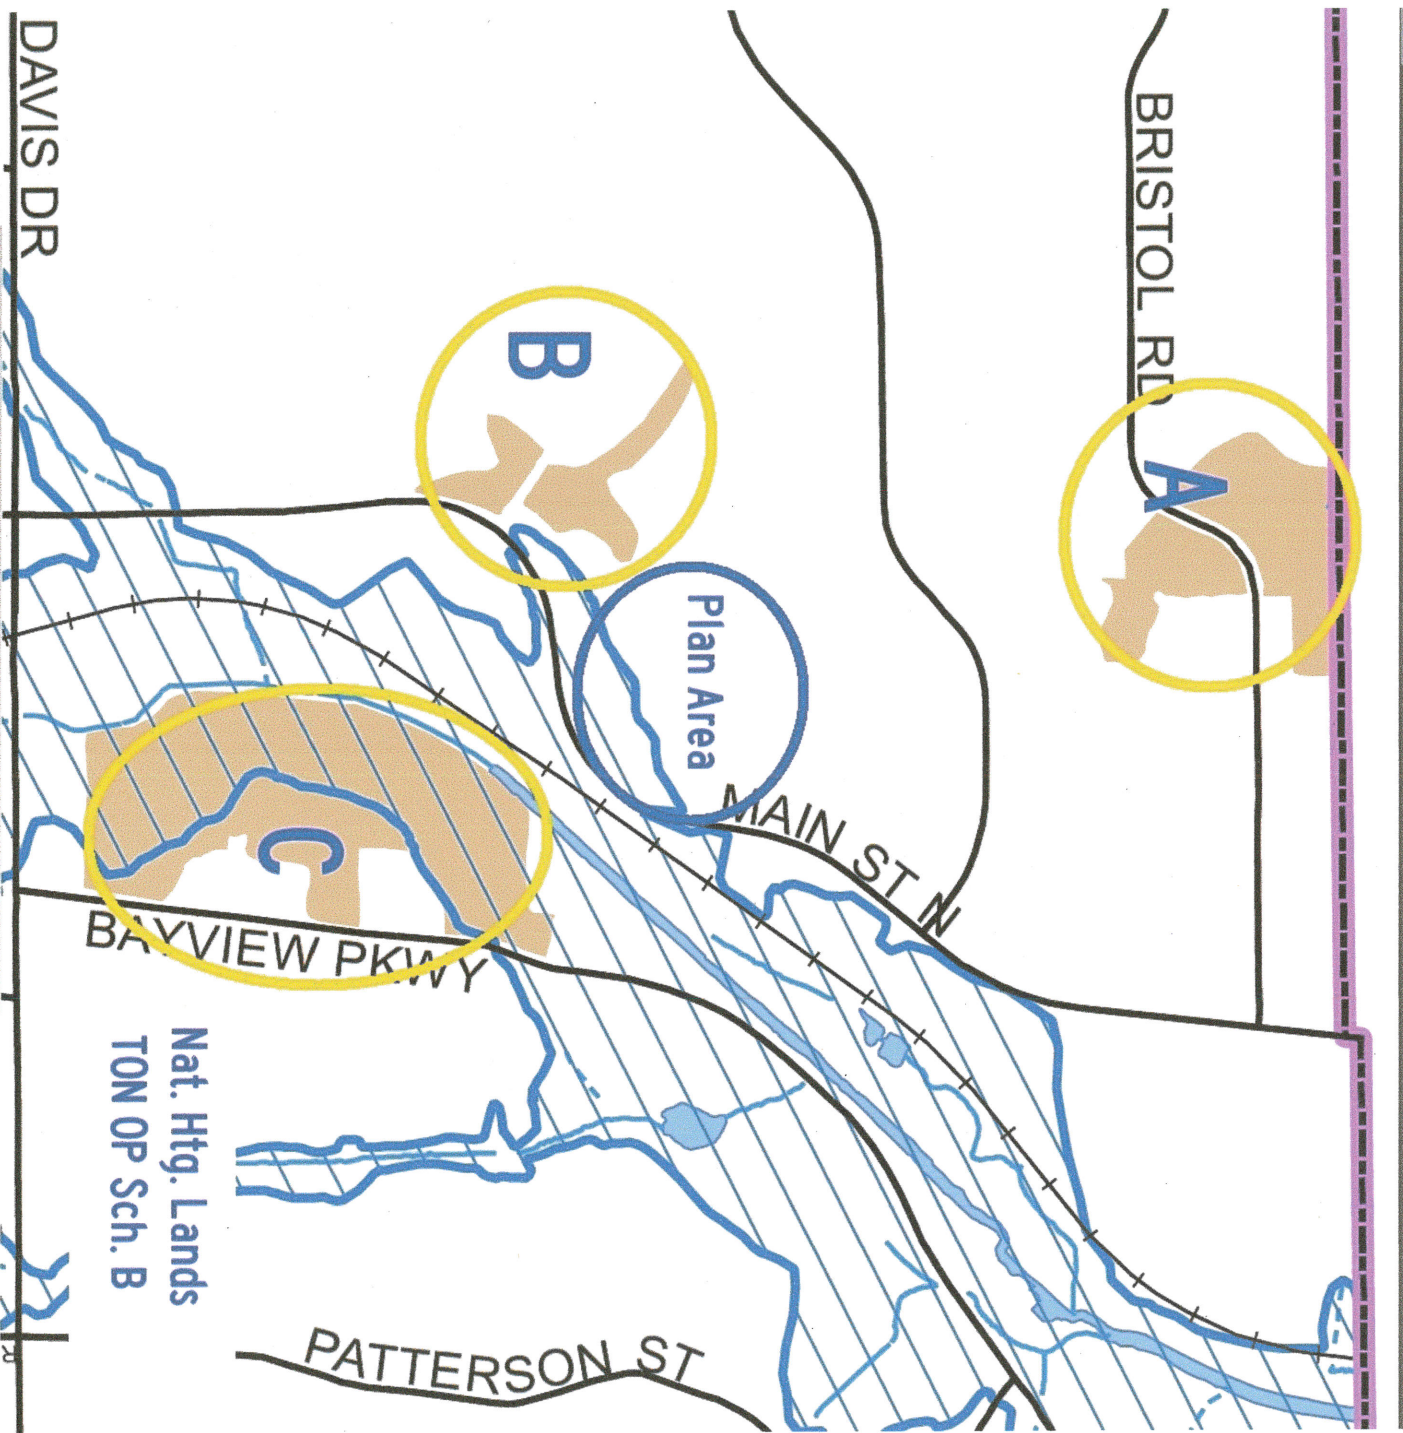 BRISTOL RD
A
MAIN ST N
Plan Area
B
C
BAYVIEW PKWY
PATTERSON ST
Nat. Htg. Lands
TON OP Sch. B
DAVIS DR